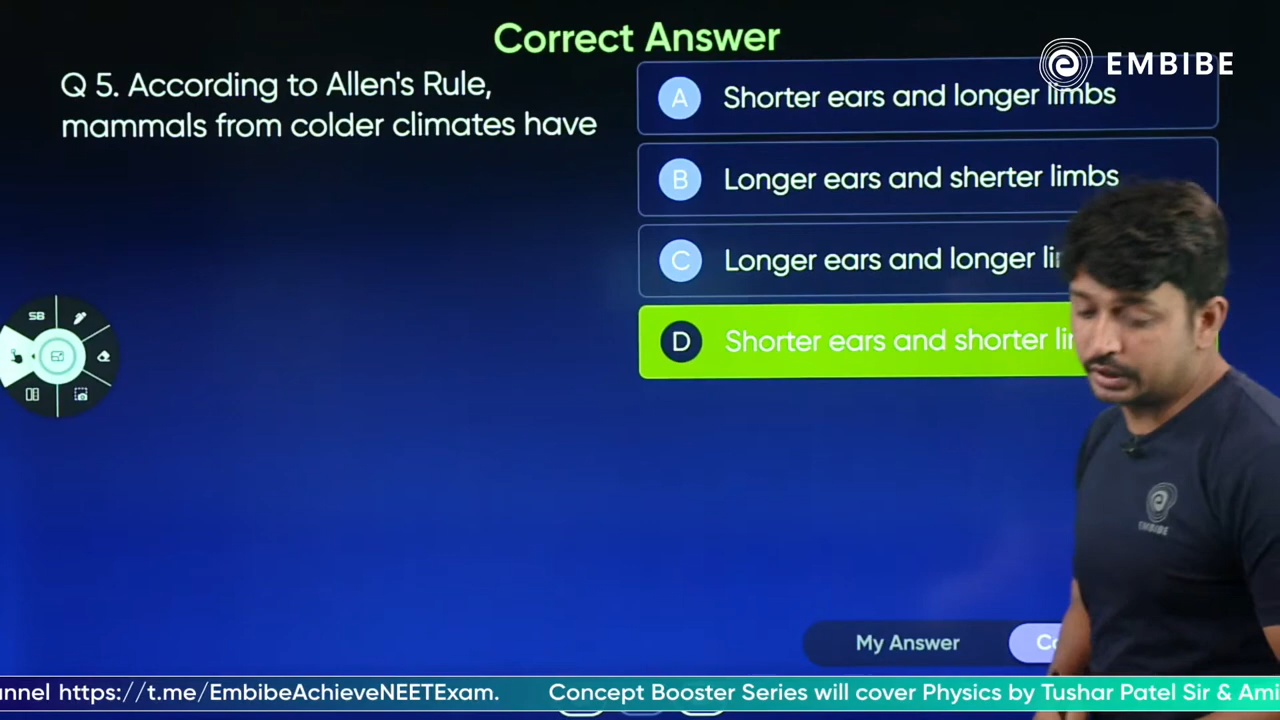 Correct Answer
EMBIBE
Q 5. According to Allen's Rule,
mammals from colder climates have
A Shorter ears and longer limbs
B Longer ears and sherter limbs
C Longer ears and longer
D Shorter ears and shorter
SB
EMBIBE
My Answer
https://t.me/EmbibeAchieveNEETExam. Concept Booster Series will cover Physics by Tushar Patel Sir &